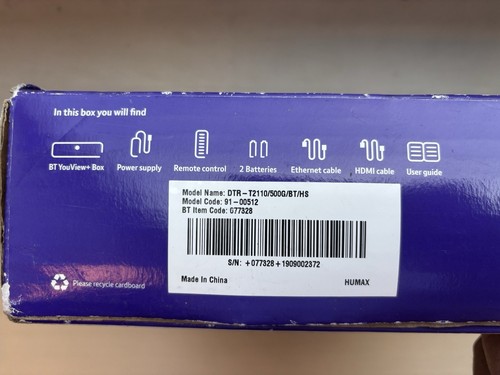 In this box you will find
BT YouView+ Box Power supply Remote control 2 Batteries Ethernet cable HDMI cable User guide
Model Name: DTR-T2110/500G/BT/HS
Model Code: 91-00512
BT Item Code: 077328
S/N: +077328+1909002372
Made In China HUMAX
Please recycle cardboard